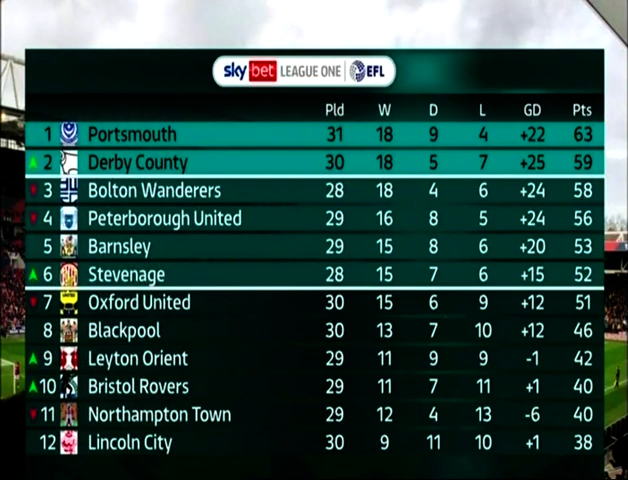 sky bet LEAGUE ONE EFL
Pld W D L GD Pts
1 Portsmouth 31 18 9 4 +22 63
2 Derby County 30 18 5 7 +25 59
3 Bolton Wanderers 28 18 4 6 +24 58
4 Peterborough United 29 16 8 5 +24 56
5 Barnsley 29 15 8 6 +20 53
6 Stevenage 28 15 7 6 +15 52
7 Oxford United 30 15 6 9 +12 51
8 Blackpool 30 13 7 10 +12 46
9 Leyton Orient 29 11 9 9 -1 42
10 Bristol Rovers 29 11 7 11 +1 40
11 Northampton Town 29 12 4 13 -6 40
12 Lincoln City 30 9 11 10 +1 38